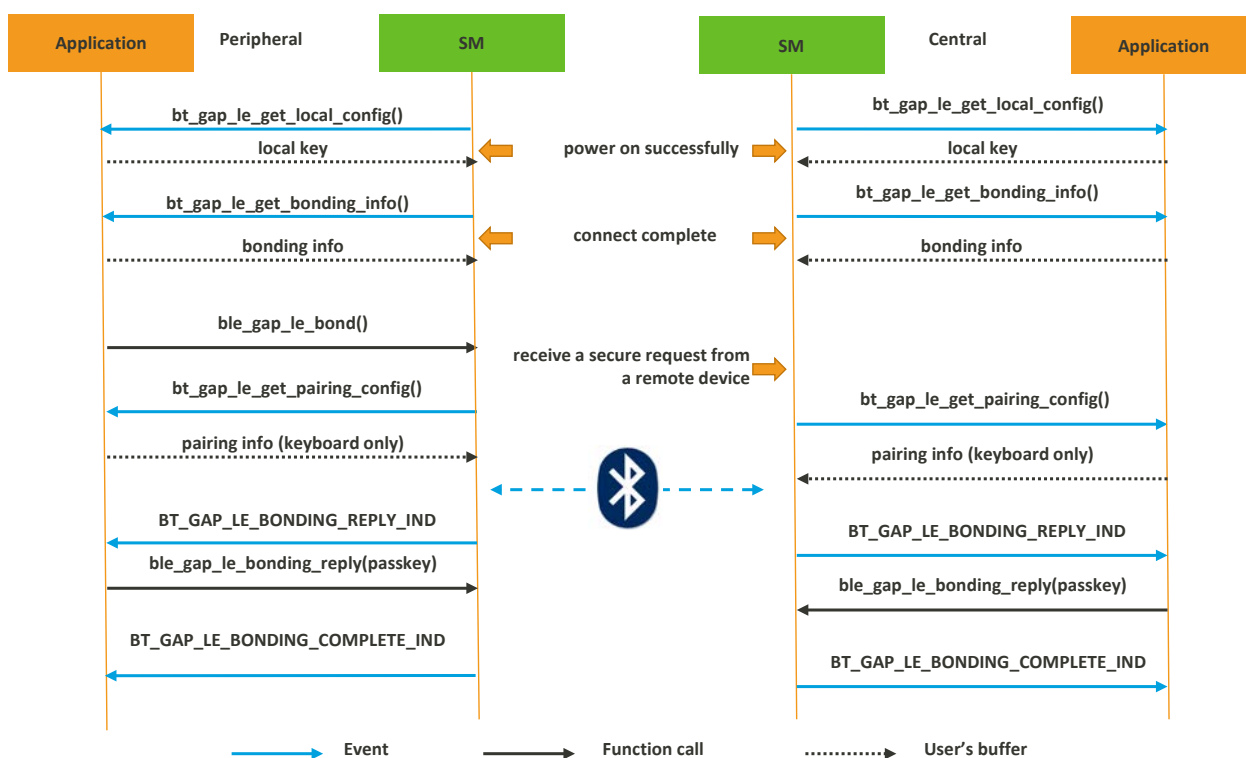 Application
Peripheral
SM
SM
Central
Application
bt_gap_le_get_local_config()
bt_gap_le_get_local_config()
local key
power on successfully
local key
bt_gap_le_get_bonding_info()
bt_gap_le_get_bonding_info()
bonding info
connect complete
bonding info
ble_gap_le_bond()
receive a secure request from
a remote device
bt_gap_le_get_pairing_config()
bt_gap_le_get_pairing_config()
pairing info (keyboard only)
pairing info (keyboard only)
BT_GAP_LE_BONDING_REPLY_IND
BT_GAP_LE_BONDING_REPLY_IND
ble_gap_le_bonding_reply(passkey)
ble_gap_le_bonding_reply(passkey)
BT_GAP_LE_BONDING_COMPLETE_IND
BT_GAP_LE_BONDING_COMPLETE_IND
Event
Function call
User's buffer